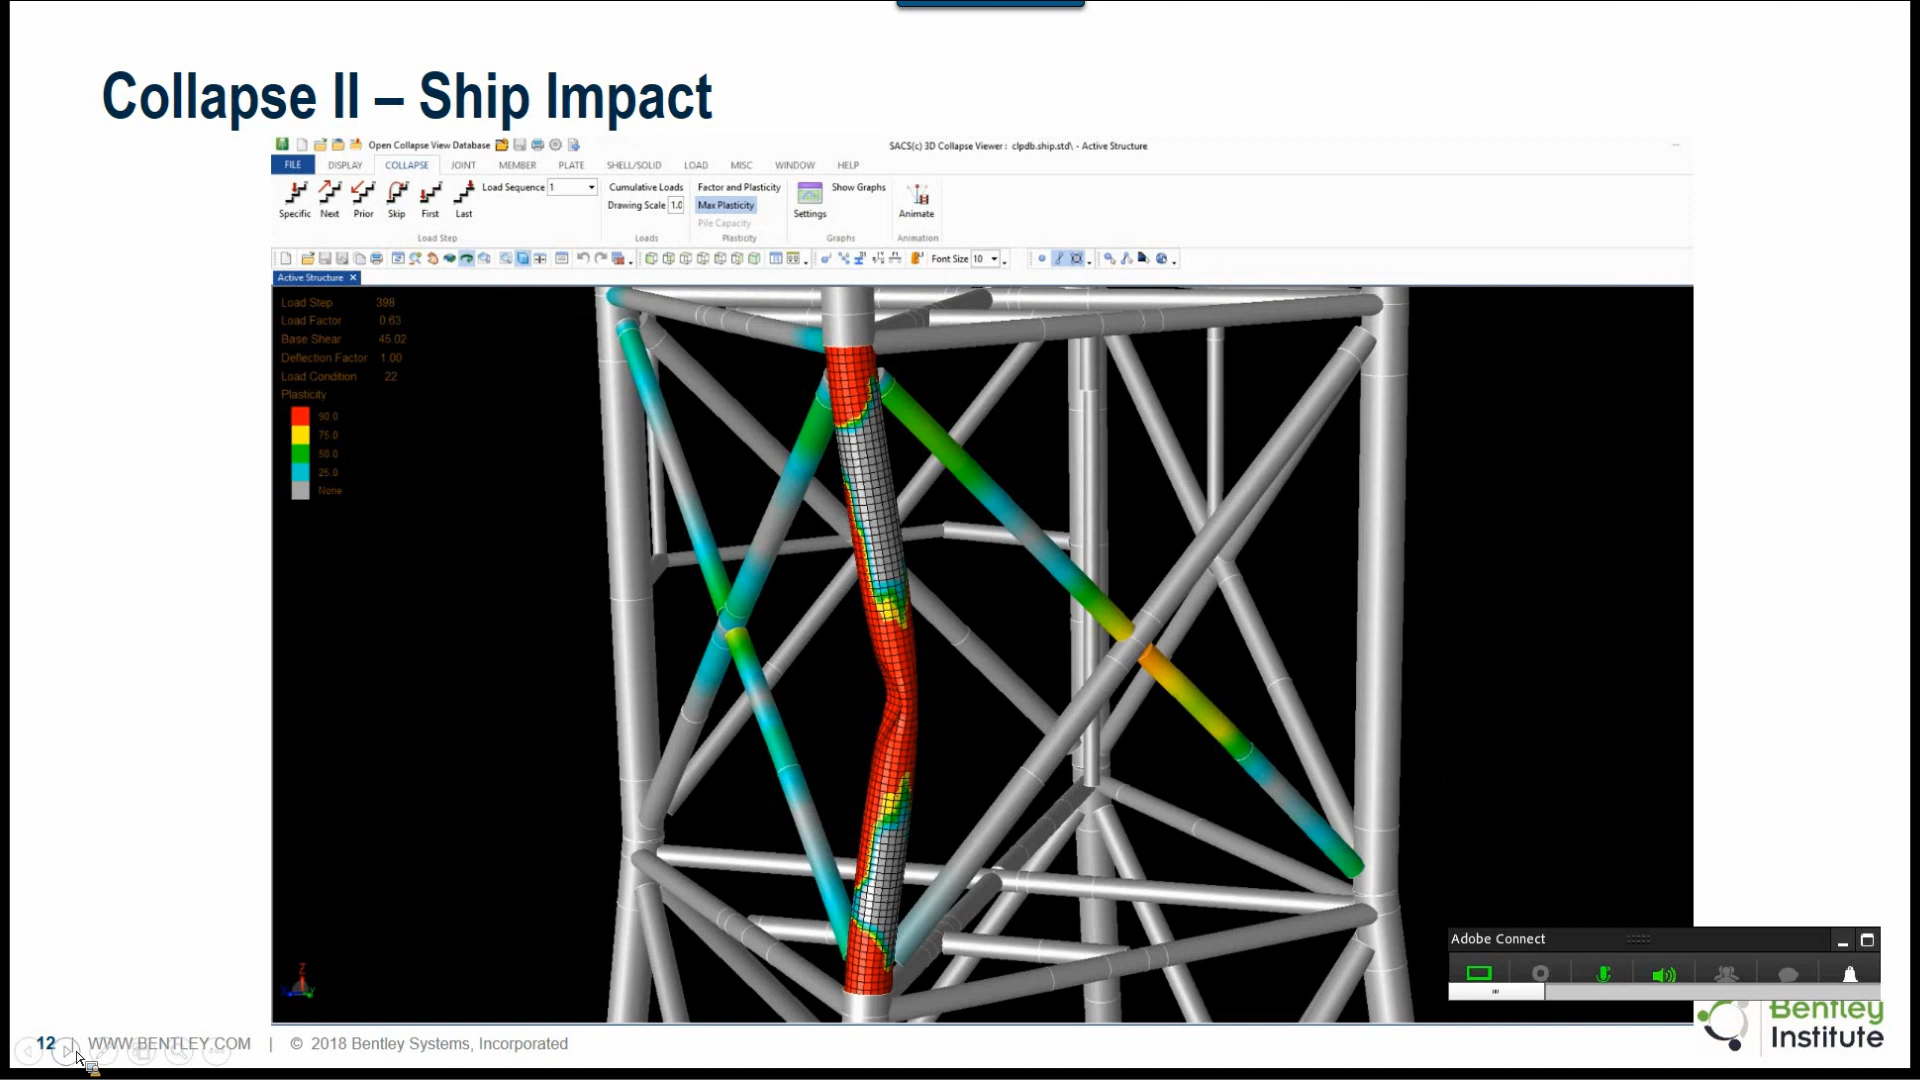 Collapse II – Ship Impact
Open Collapse View Database
SACS(c) 3D Collapse Viewer : clpdb.ship.std\ - Active Structure
FILE DISPLAY COLLAPSE JOINT MEMBER PLATE SHELL/SOLID LOAD MISC WINDOW HELP
Load Sequence 1 Cumulative Loads Factor and Plasticity Show Graphs
Drawing Scale 1.0 Max Plasticity
Specific Next Prior Skip First Last Settings Animate
Pile Capacity
Load Step Loads Plasticity Graphs Animation
Font Size 10
Active Structure
Load Step 398
Load Factor 0.63
Base Shear 45.02
Deflection Factor 1.00
Load Condition 22
Plasticity
90.0
75.0
50.0
25.0
None
Z
Adobe Connect
12 | WWW.BENTLEY.COM | © 2018 Bentley Systems, Incorporated
Bentley
Institute